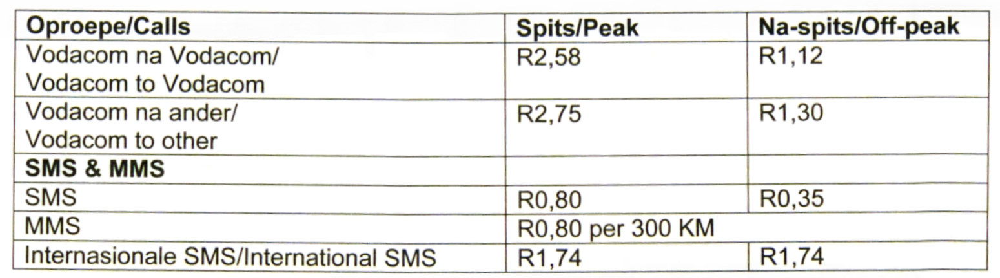 Oproepe/Calls Spits/Peak Na-spits/Off-peak
Vodacom na Vodacom/ R2,58 R1,12
Vodacom to Vodacom
Vodacom na ander/ R2,75 R1,30
Vodacom to other
SMS & MMS
SMS R0,80 R0,35
MMS R0,80 per 300 KM
Internasionale SMS/International SMS R1,74 R1,74